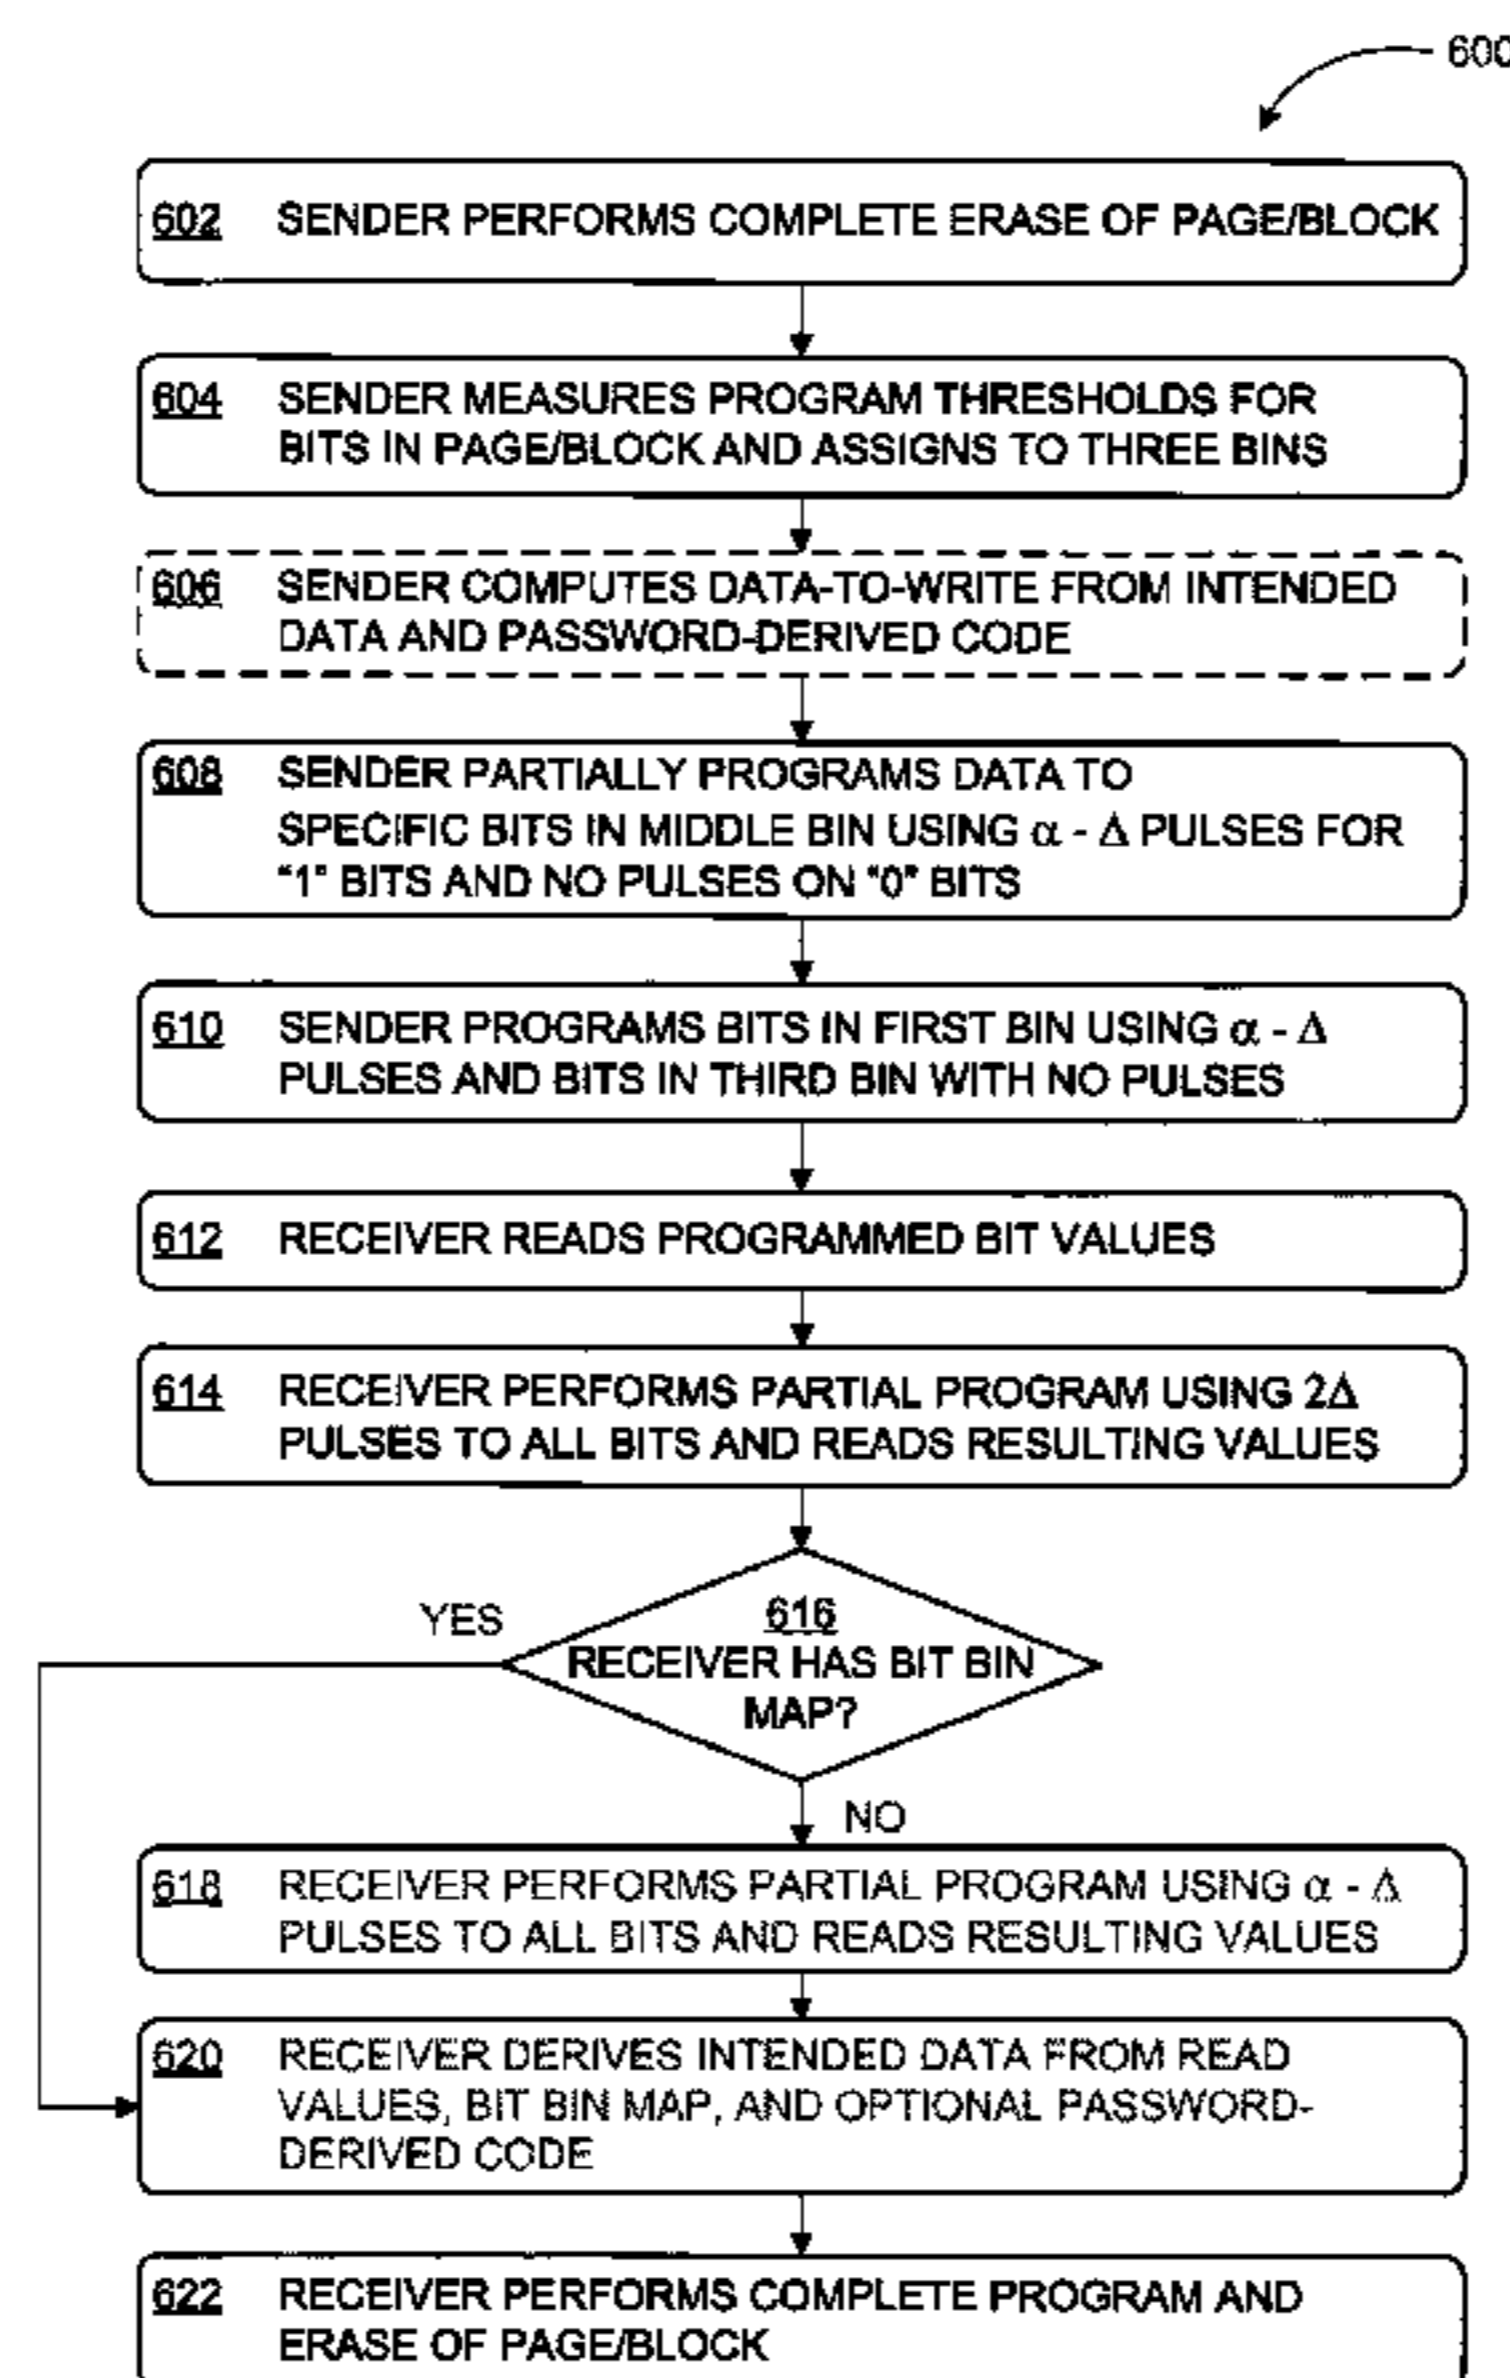 600
602 SENDER PERFORMS COMPLETE ERASE OF PAGE/BLOCK
604 SENDER MEASURES PROGRAM THRESHOLDS FOR
BITS IN PAGE/BLOCK AND ASSIGNS TO THREE BINS
606 SENDER COMPUTES DATA-TO-WRITE FROM INTENDED
DATA AND PASSWORD-DERIVED CODE
608 SENDER PARTIALLY PROGRAMS DATA TO
SPECIFIC BITS IN MIDDLE BIN USING α - Δ PULSES FOR
"1" BITS AND NO PULSES ON "0" BITS
610 SENDER PROGRAMS BITS IN FIRST BIN USING α - Δ
PULSES AND BITS IN THIRD BIN WITH NO PULSES
612 RECEIVER READS PROGRAMMED BIT VALUES
614 RECEIVER PERFORMS PARTIAL PROGRAM USING 2Δ
PULSES TO ALL BITS AND READS RESULTING VALUES
YES
616
RECEIVER HAS BIT BIN
MAP?
NO
618 RECEIVER PERFORMS PARTIAL PROGRAM USING α - Δ
PULSES TO ALL BITS AND READS RESULTING VALUES
620 RECEIVER DERIVES INTENDED DATA FROM READ
VALUES, BIT BIN MAP, AND OPTIONAL PASSWORD-
DERIVED CODE
622 RECEIVER PERFORMS COMPLETE PROGRAM AND
ERASE OF PAGE/BLOCK